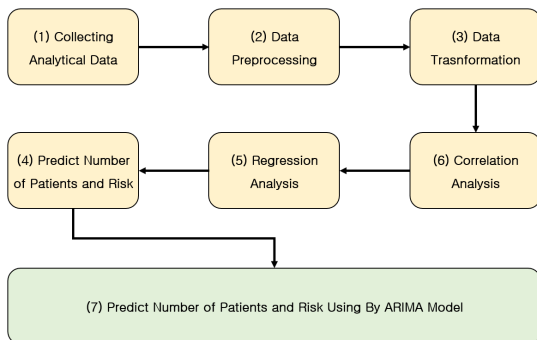 (1) Collecting
Analytical Data
(2) Data
Preprocessing
(3) Data
Trasnformation
(4) Predict Number
of Patients and Risk
(5) Regression
Analysis
(6) Correlation
Analysis
(7) Predict Number of Patients and Risk Using By ARIMA Model